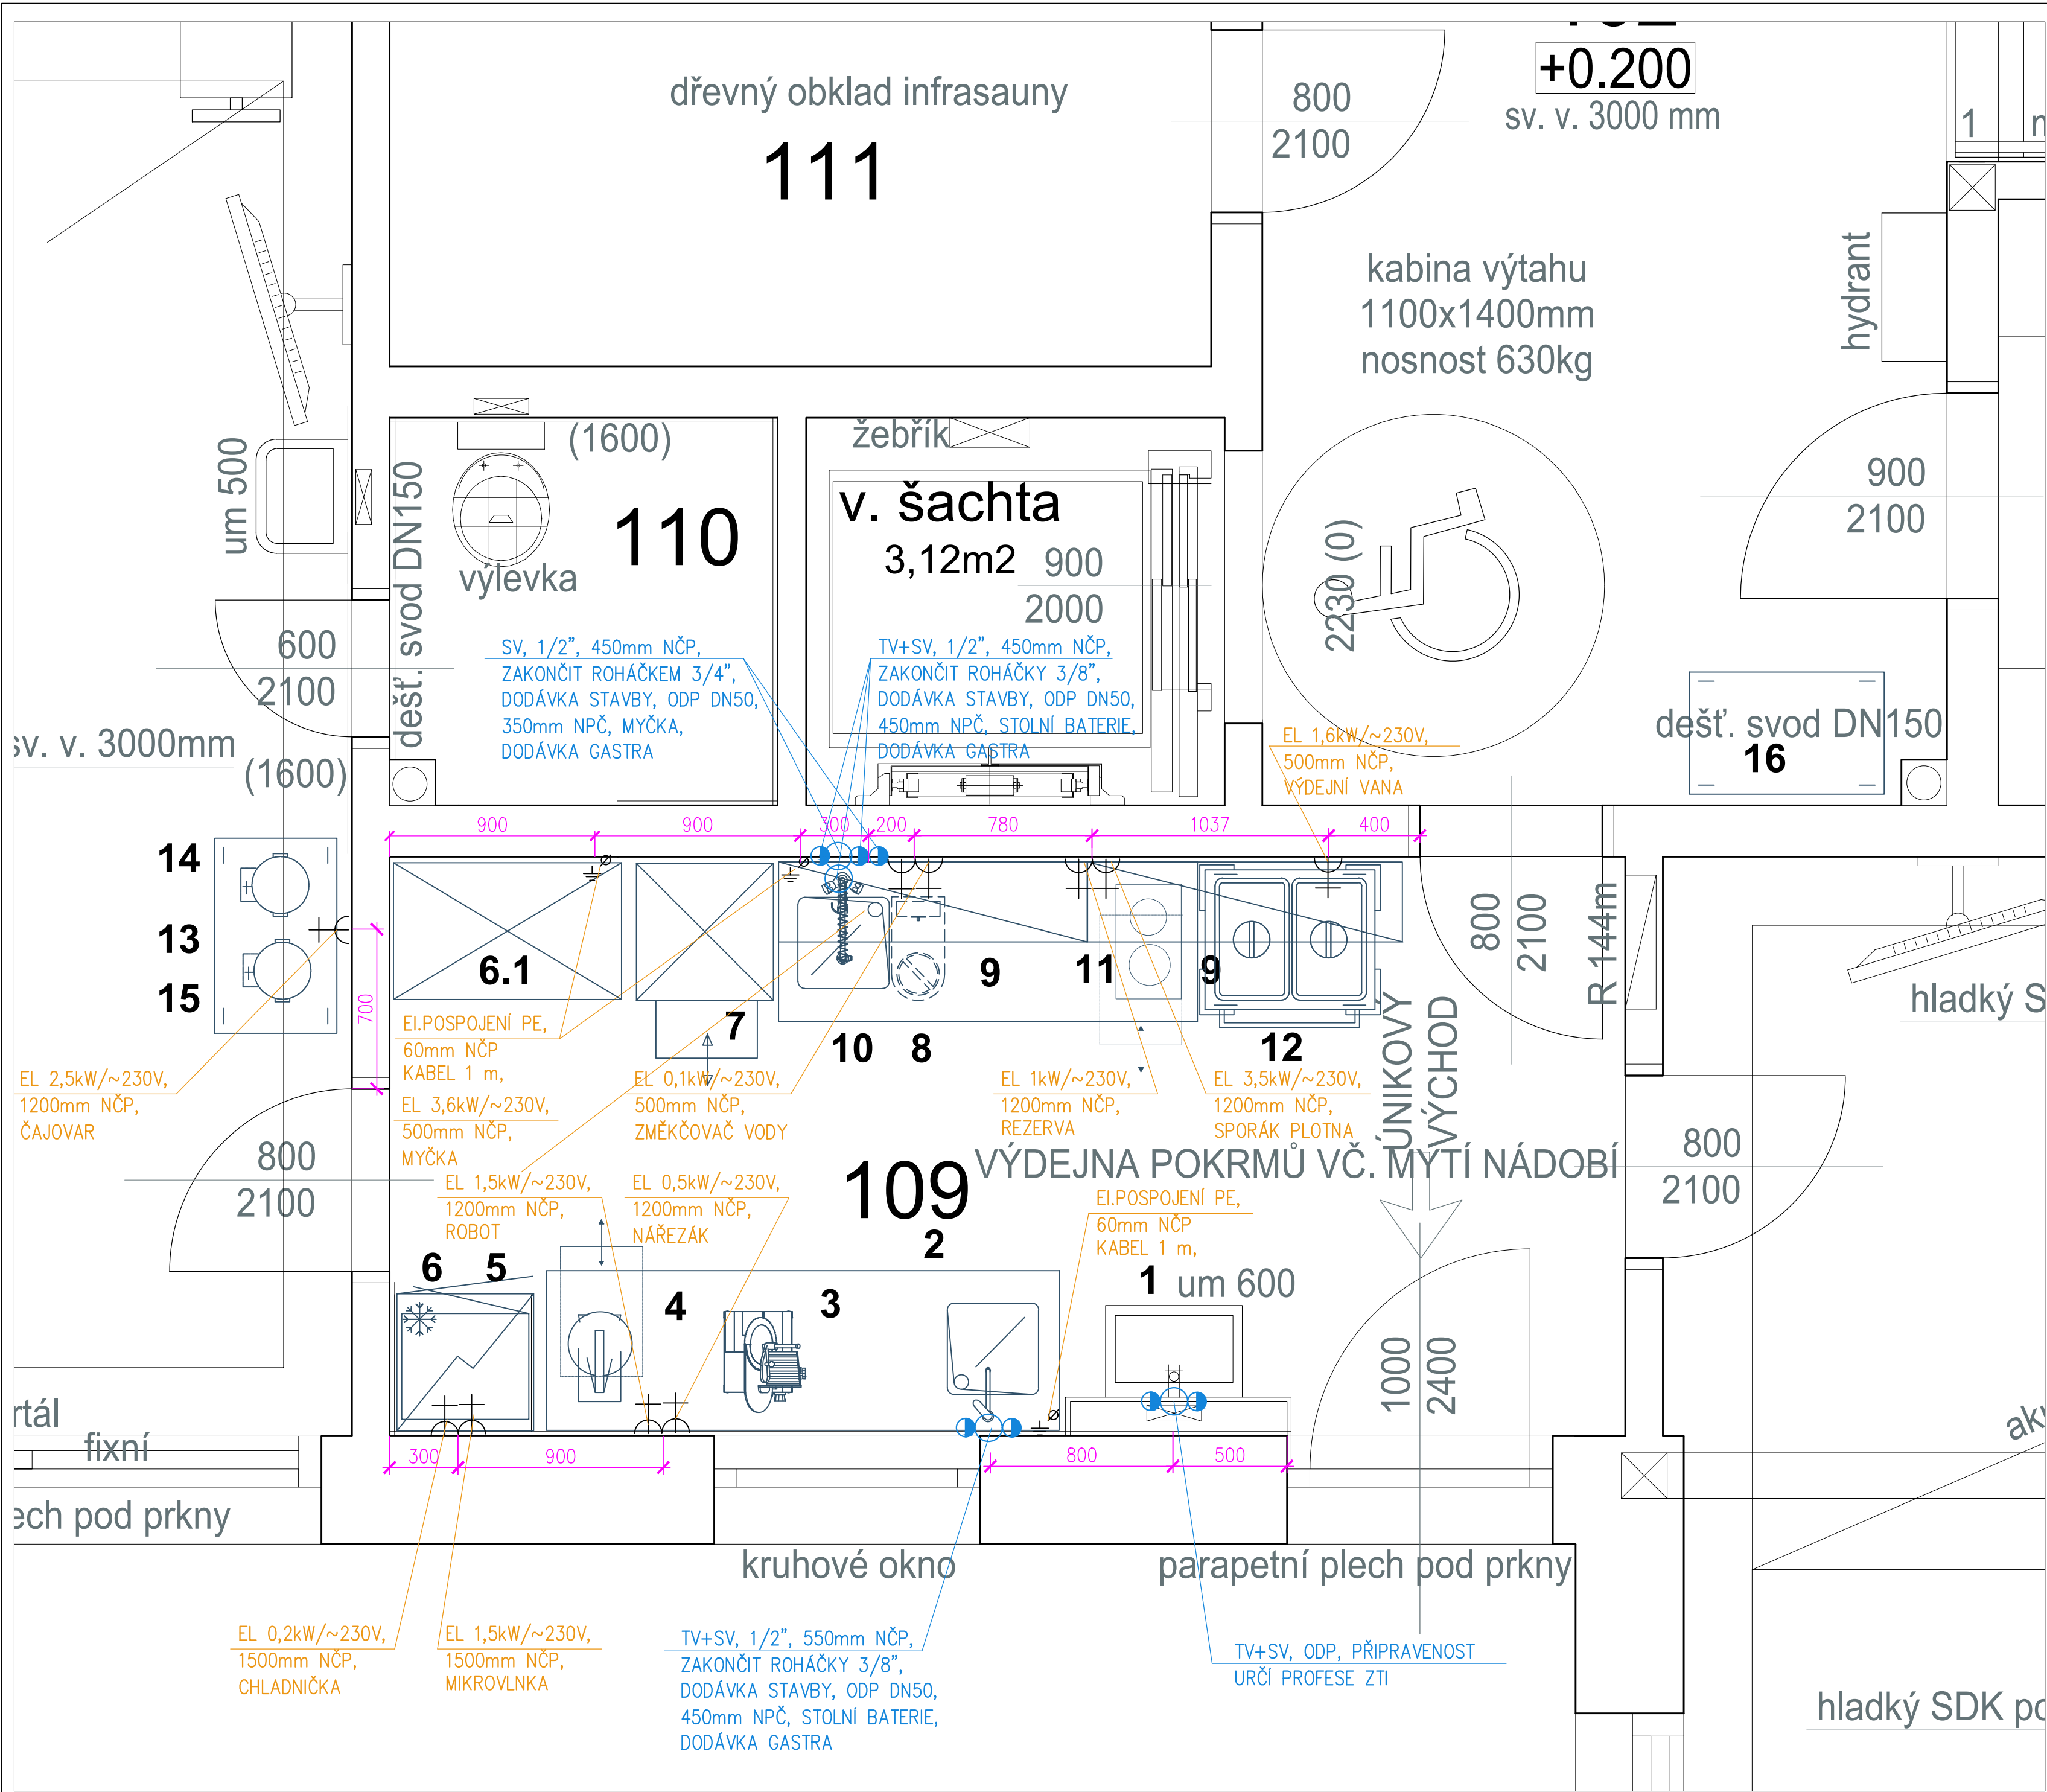 +0.200
sv. v. 3000 mm
dřevný obklad infrasauny
111
800
2100
1
kabina výtahu
1100x1400mm
nosnost 630kg
hydrant
um 500
dešť. svod DN150
(1600)
110
výlevka
žebřík
v. šachta
3,12m2
900
2000
2230 (0)
900
2100
600
2100
sv. v. 3000mm
(1600)
SV, 1/2”, 450mm NČP,
ZAKONČIT ROHÁČKEM 3/4”,
DODÁVKA STAVBY, ODP DN50,
350mm NPČ, MYČKA,
DODÁVKA GASTRA
TV+SV, 1/2”, 450mm NČP,
ZAKONČIT ROHÁČKY 3/8”,
DODÁVKA STAVBY, ODP DN50,
450mm NPČ, STOLNÍ BATERIE,
DODÁVKA GASTRA
EL 1,6kW/~230V,
500mm NČP,
VÝDEJNÍ VANA
dešť. svod DN150
16
900
900
300
200
780
1037
400
14
13
15
700
6.1
7
10
8
9
11
9
12
800
2100
R 144m
ÚNIKOVÝ
VÝCHOD
hladký S
EL 2,5kW/~230V,
1200mm NČP,
ČAJOVAR
EI.POSPOJENÍ PE,
60mm NČP
KABEL 1 m,
EL 3,6kW/~230V,
500mm NČP,
MYČKA
EL 0,1kW/~230V,
500mm NČP,
ZMĚKČOVAČ VODY
EL 1kW/~230V,
1200mm NČP,
REZERVA
EL 3,5kW/~230V,
1200mm NČP,
SPORÁK PLOTNA
800
2100
109
VÝDEJNA POKRMŮ VČ. MYTÍ NÁDOBÍ
800
2100
EL 1,5kW/~230V,
1200mm NČP,
ROBOT
EL 0,5kW/~230V,
1200mm NČP,
NÁŘEZÁK
EI.POSPOJENÍ PE,
60mm NČP
KABEL 1 m,
6
5
4
3
2
1
um 600
1000
2400
fixní
300
900
800
500
kruhové okno
parapetní plech pod prkny
ech pod prkny
EL 0,2kW/~230V,
1500mm NČP,
CHLADNIČKA
EL 1,5kW/~230V,
1500mm NČP,
MIKROVLNKA
TV+SV, 1/2”, 550mm NČP,
ZAKONČIT ROHÁČKY 3/8”,
DODÁVKA STAVBY, ODP DN50,
450mm NPČ, STOLNÍ BATERIE,
DODÁVKA GASTRA
TV+SV, ODP, PŘIPRAVENOST
URČÍ PROFESE ZTI
hladký SDK po